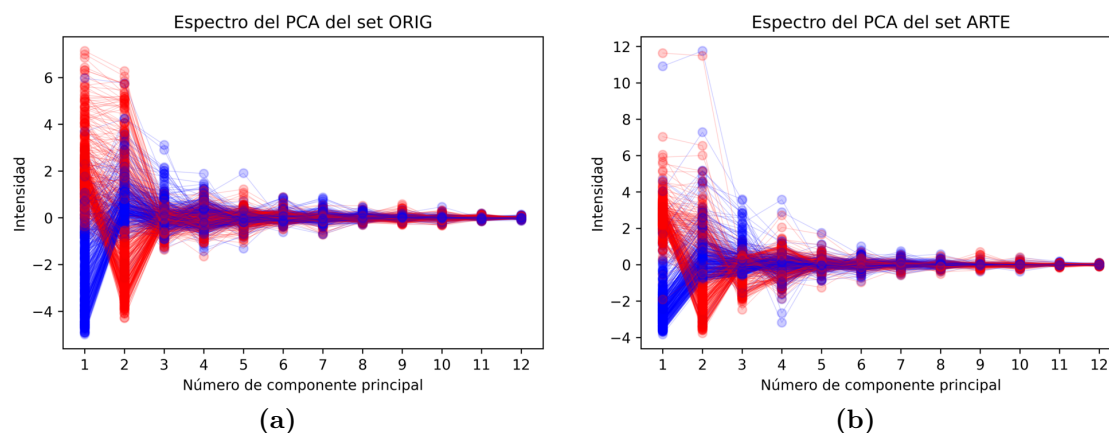 Espectro del PCA del set ORIG
Intensidad
6
4
2
0
−2
−4
1 2 3 4 5 6 7 8 9 10 11 12
Número de componente principal
(a)
Espectro del PCA del set ARTE
Intensidad
12
10
8
6
4
2
0
−2
−4
1 2 3 4 5 6 7 8 9 10 11 12
Número de componente principal
(b)